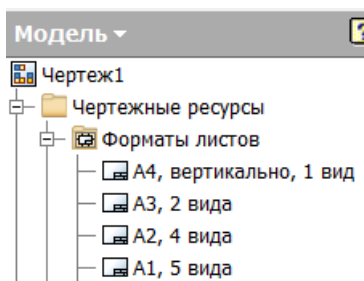 Модель
Чертеж1
Чертежные ресурсы
Форматы листов
А4, вертикально, 1 вид
А3, 2 вида
А2, 4 вида
А1, 5 вида